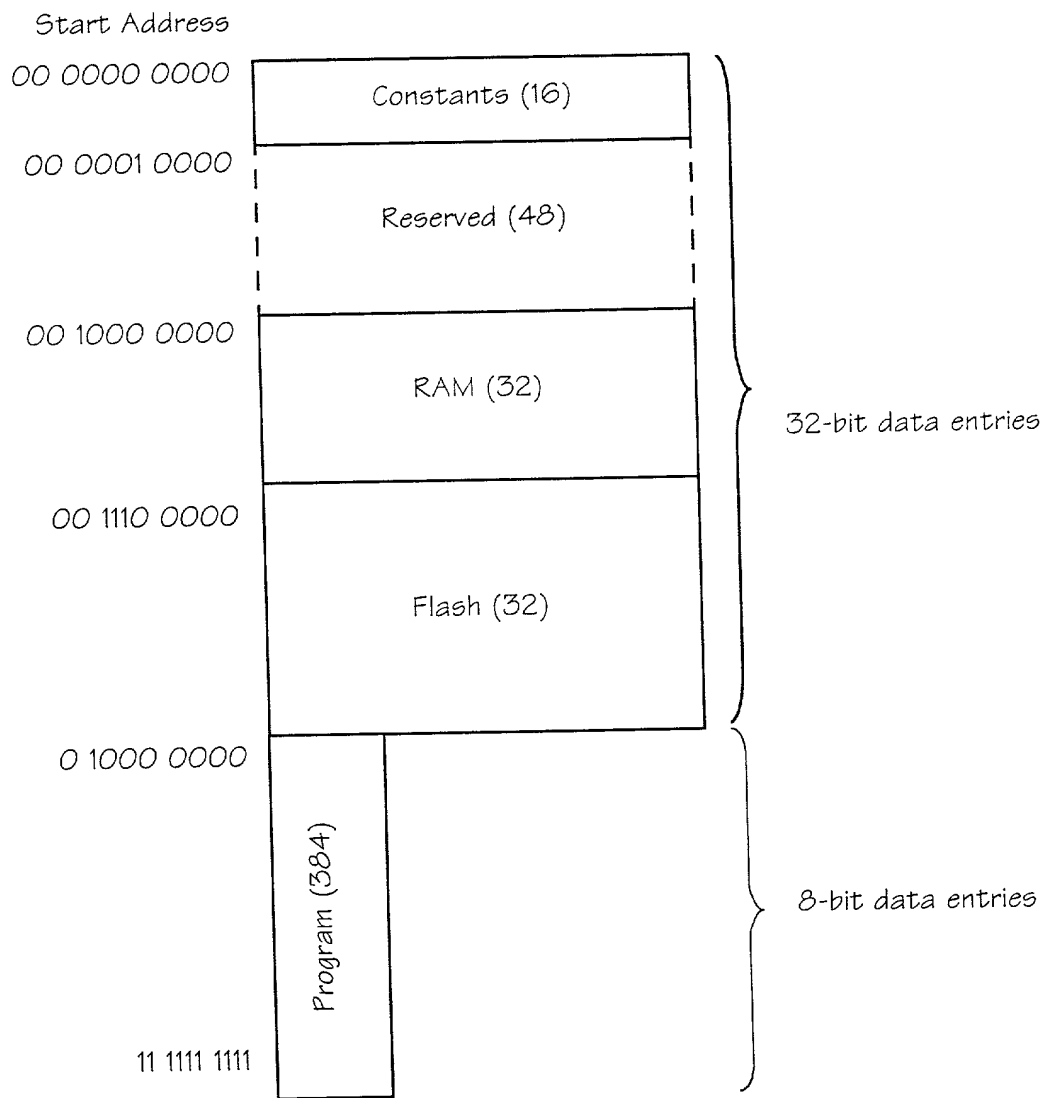 Start Address
00 0000 0000
Constants (16)
00 0001 0000
Reserved (48)
00 1000 0000
RAM (32)
32-bit data entries
00 1110 0000
Flash (32)
0 1000 0000
Program (384)
8-bit data entries
11 1111 1111